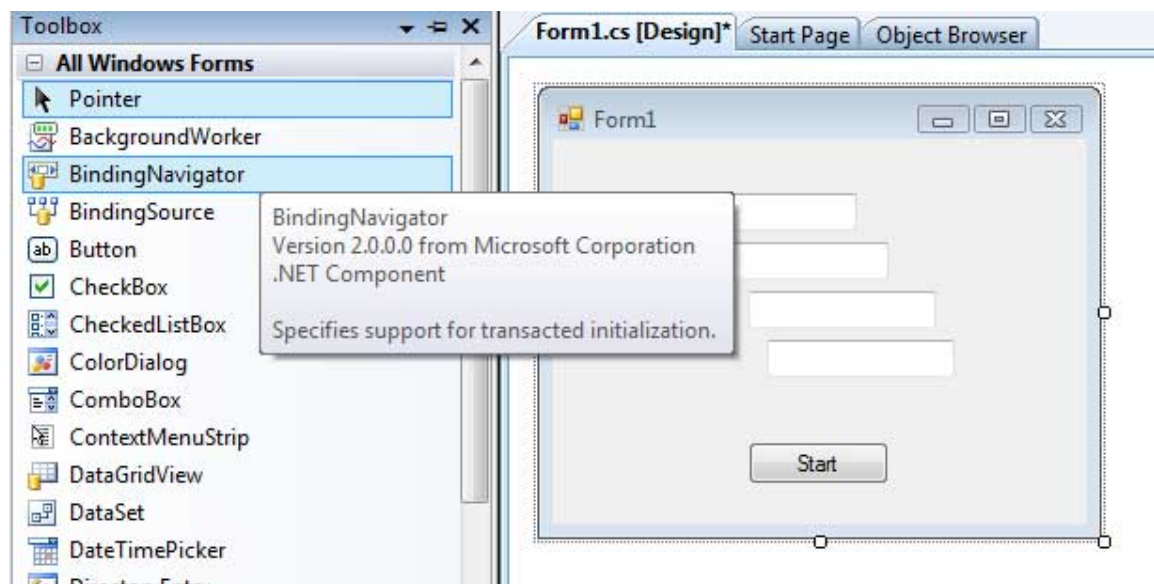 Toolbox
All Windows Forms
Pointer
BackgroundWorker
BindingNavigator
BindingSource
Button
CheckBox
CheckedListBox
ColorDialog
ComboBox
ContextMenuStrip
DataGridView
DataSet
DateTimePicker
BindingNavigator
Version 2.0.0.0 from Microsoft Corporation
.NET Component
Specifies support for transacted initialization.
Form1.cs [Design]* Start Page Object Browser
Form1
Start